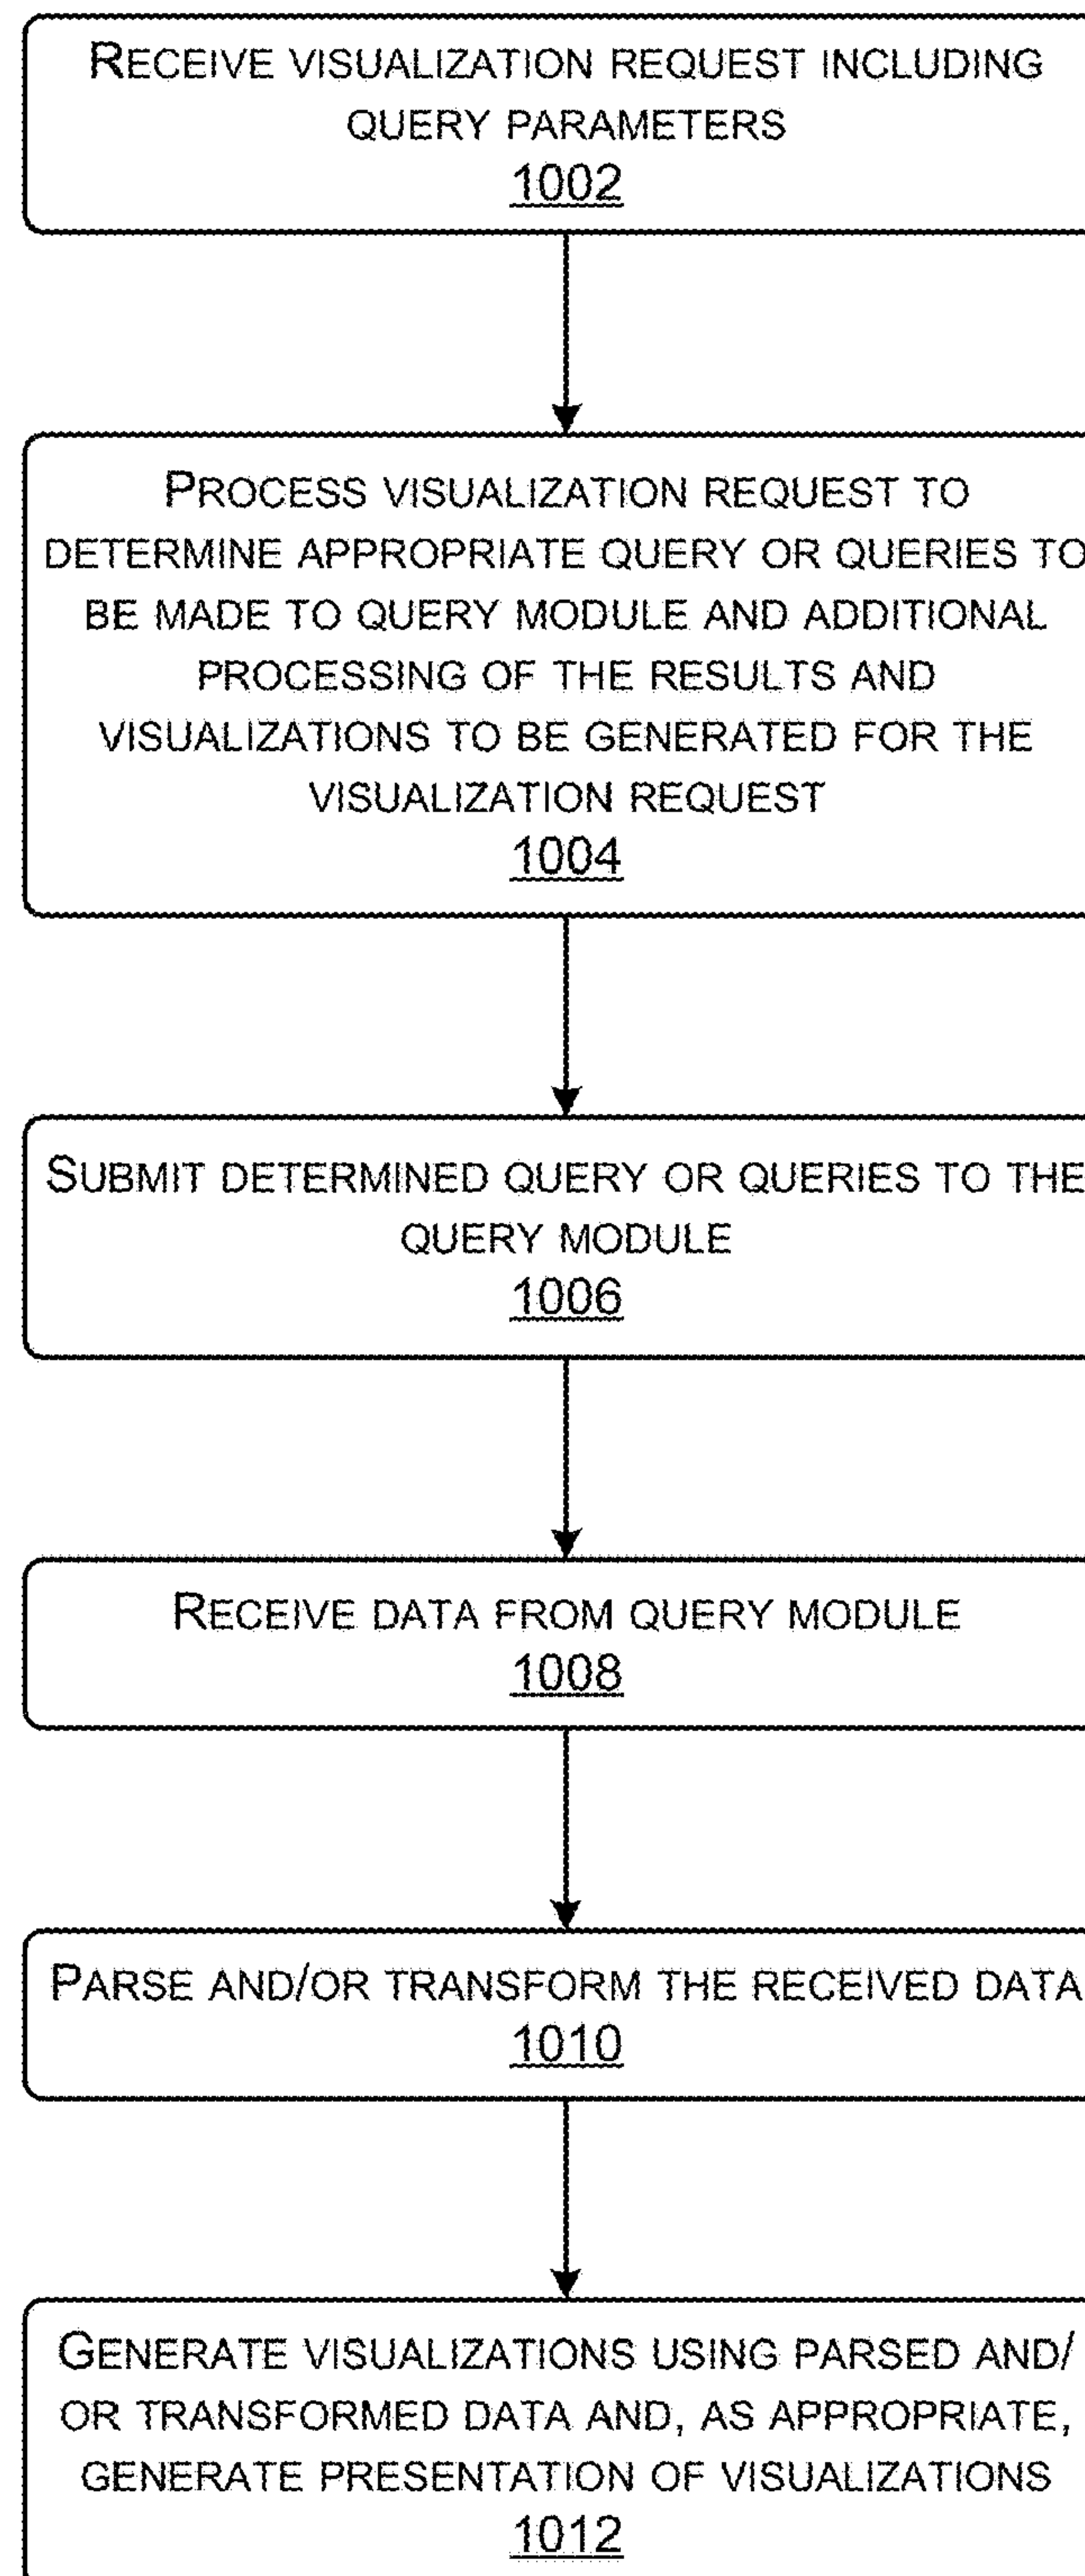 RECEIVE VISUALIZATION REQUEST INCLUDING
QUERY PARAMETERS
1002
PROCESS VISUALIZATION REQUEST TO
DETERMINE APPROPRIATE QUERY OR QUERIES TO
BE MADE TO QUERY MODULE AND ADDITIONAL
PROCESSING OF THE RESULTS AND
VISUALIZATIONS TO BE GENERATED FOR THE
VISUALIZATION REQUEST
1004
SUBMIT DETERMINED QUERY OR QUERIES TO THE
QUERY MODULE
1006
RECEIVE DATA FROM QUERY MODULE
1008
PARSE AND/OR TRANSFORM THE RECEIVED DATA
1010
GENERATE VISUALIZATIONS USING PARSED AND/
OR TRANSFORMED DATA AND, AS APPROPRIATE,
GENERATE PRESENTATION OF VISUALIZATIONS
1012